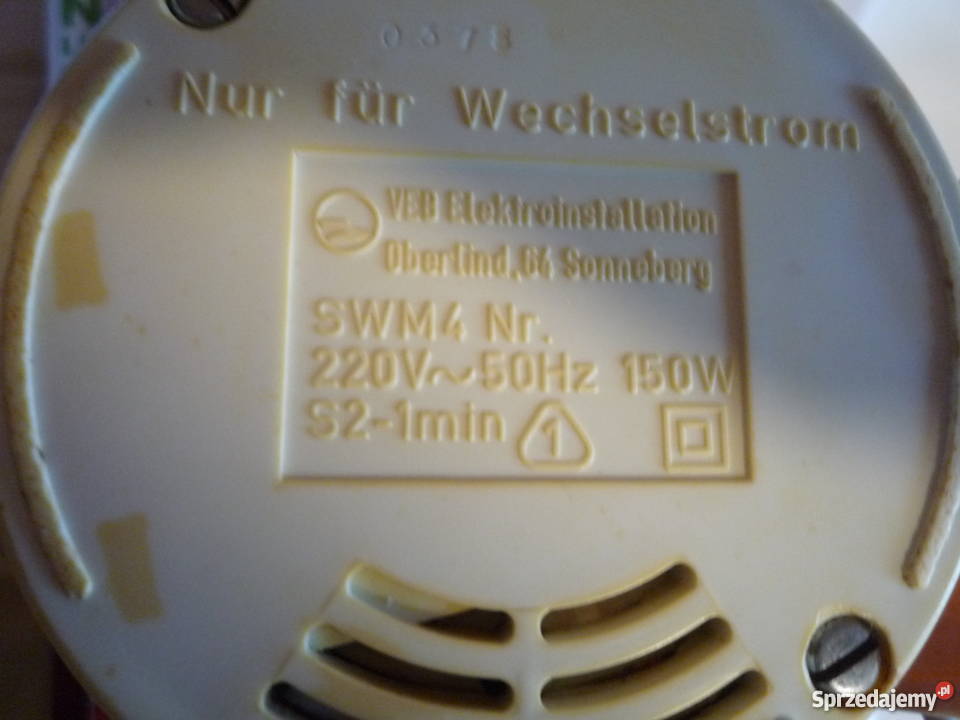 0378
Nur für Wechselstrom
VEB Elektroinstallation
Oberlind, 64 Sonneberg
SWM4 Nr.
220V~50Hz 150W
S2-1min 1
Sprzedajemy.pl